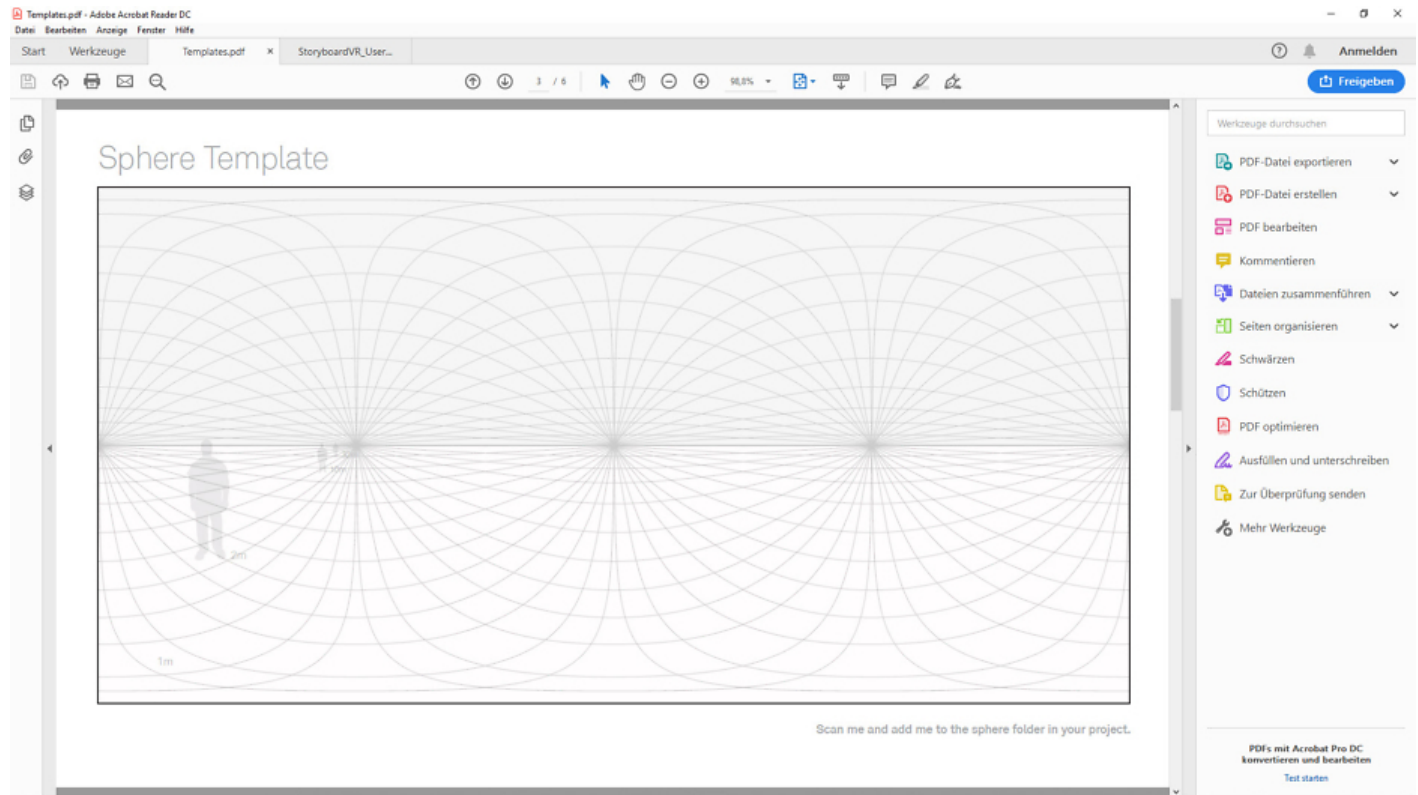 Templates.pdf - Adobe Acrobat Reader DC
Datei Bearbeiten Anzeige Fenster Hilfe
Start Werkzeuge Templates.pdf × StoryboardVR_User... Anmelden
3 / 6 98,8% Freigeben
Werkzeuge durchsuchen
Sphere Template
PDF-Datei exportieren
PDF-Datei erstellen
PDF bearbeiten
Kommentieren
Dateien zusammenführen
Seiten organisieren
Schwärzen
Schützen
PDF optimieren
Ausfüllen und unterschreiben
Zur Überprüfung senden
Mehr Werkzeuge
2m
1m
Scan me and add me to the sphere folder in your project.
PDFs mit Acrobat Pro DC
konvertieren und bearbeiten
Test starten